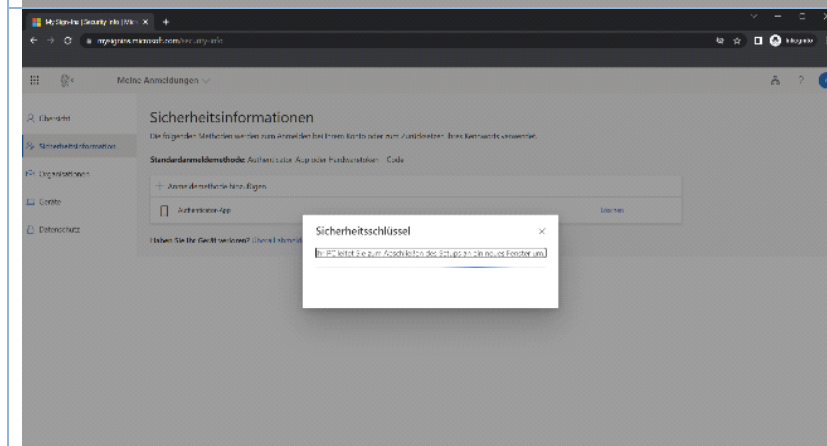 My Sign-Ins | Security Info | Micr
mysignins.microsoft.com/security-info
Inkognito
Meine Anmeldungen
?
Übersicht
Sicherheitsinformation
Organisationen
Geräte
Datenschutz
Sicherheitsinformationen
Die folgenden Methoden werden zum Anmelden bei Ihrem Konto oder zum Zurücksetzen Ihres Kennworts verwendet.
Standardanmeldemethode: Authenticator-App oder Hardwaretoken – Code
+ Anmeldemethode hinzufügen
Authenticator-App
Löschen
Haben Sie Ihr Gerät verloren? Überall abmelde
Sicherheitsschlüssel
Ihr PC leitet Sie zum Abschließen des Setups an ein neues Fenster um.